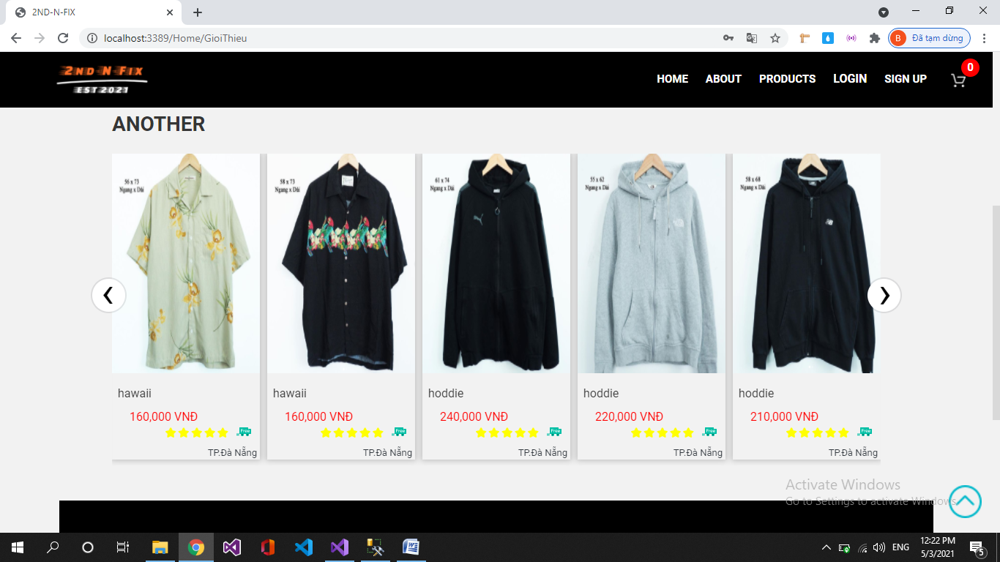 2ND-N-FIX
localhost:3389/Home/GioiThieu
B Đã tạm dừng
2ND N FIX
EST 2021
HOME ABOUT PRODUCTS LOGIN SIGN UP 0
ANOTHER
56 x 73
Ngang x Dài
58 x 73
Ngang x Dài
61 x 74
Ngang x Dài
55 x 62
Ngang x Dài
58 x 68
Ngang x Dài
hawaii hawaii hoddie hoddie hoddie
160,000 VNĐ 160,000 VNĐ 240,000 VNĐ 220,000 VNĐ 210,000 VNĐ
Free Free Free Free Free
TP.Đà Nẵng TP.Đà Nẵng TP.Đà Nẵng TP.Đà Nẵng TP.Đà Nẵng
Activate Windows
Go to Settings to activate Windows.
ENG
12:22 PM
5/3/2021
5